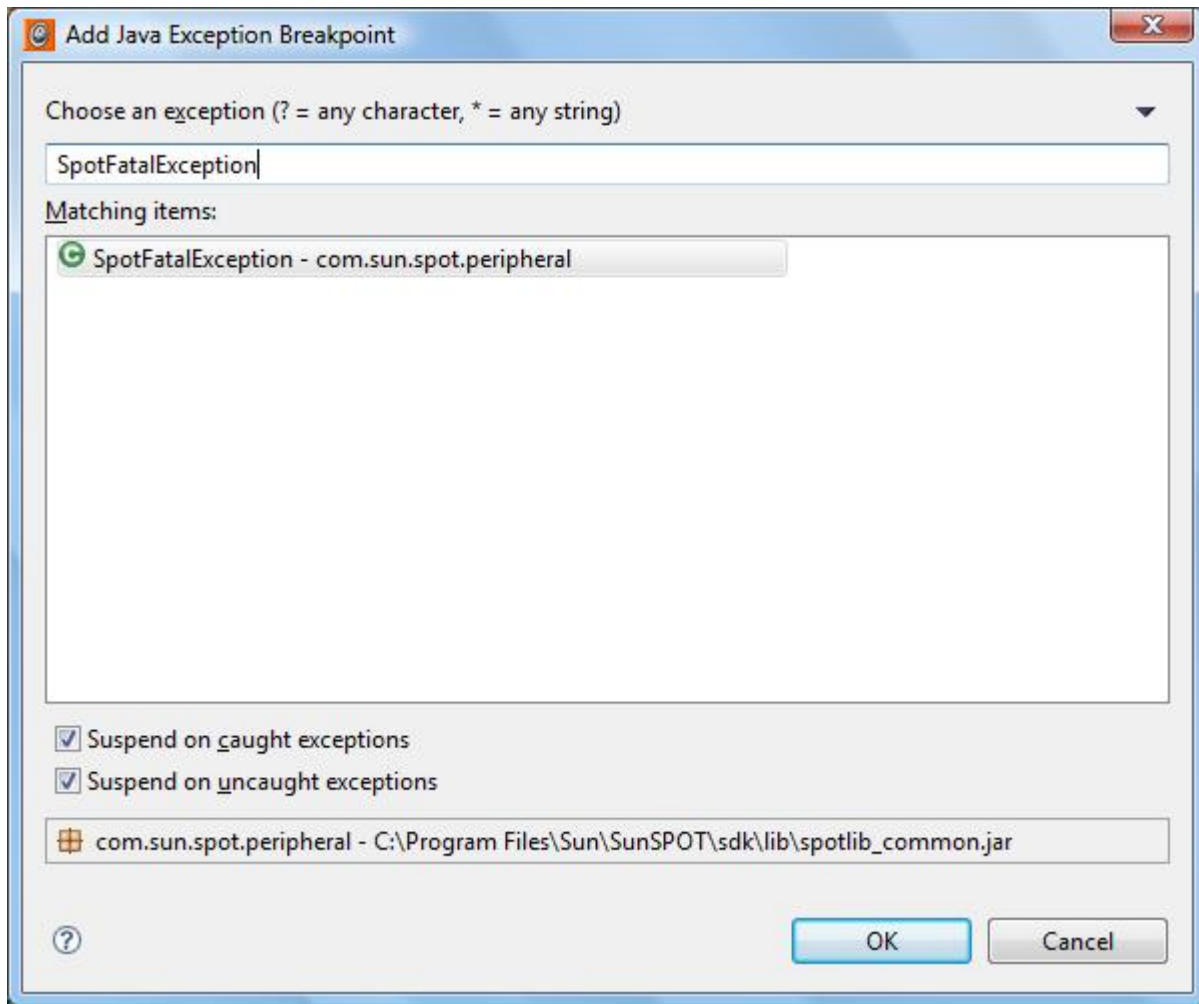 Add Java Exception Breakpoint
Choose an exception (? = any character, * = any string)
SpotFatalException
Matching items:
SpotFatalException - com.sun.spot.peripheral
Suspend on caught exceptions
Suspend on uncaught exceptions
com.sun.spot.peripheral - C:\Program Files\Sun\SunSPOT\sdk\lib\spotlib_common.jar
OK Cancel